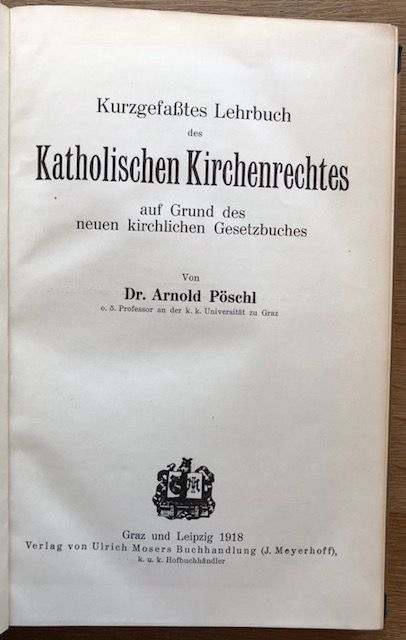 Kurzgefaßtes Lehrbuch
des
Katholischen Kirchenrechtes
auf Grund des
neuen kirchlichen Gesetzbuches
Von
Dr. Arnold Pöschl
o. ö. Professor an der k. k. Universität zu Graz
Graz und Leipzig 1918
Verlag von Ulrich Mosers Buchhandlung (J. Meyerhoff),
k. u. k. Hofbuchhändler